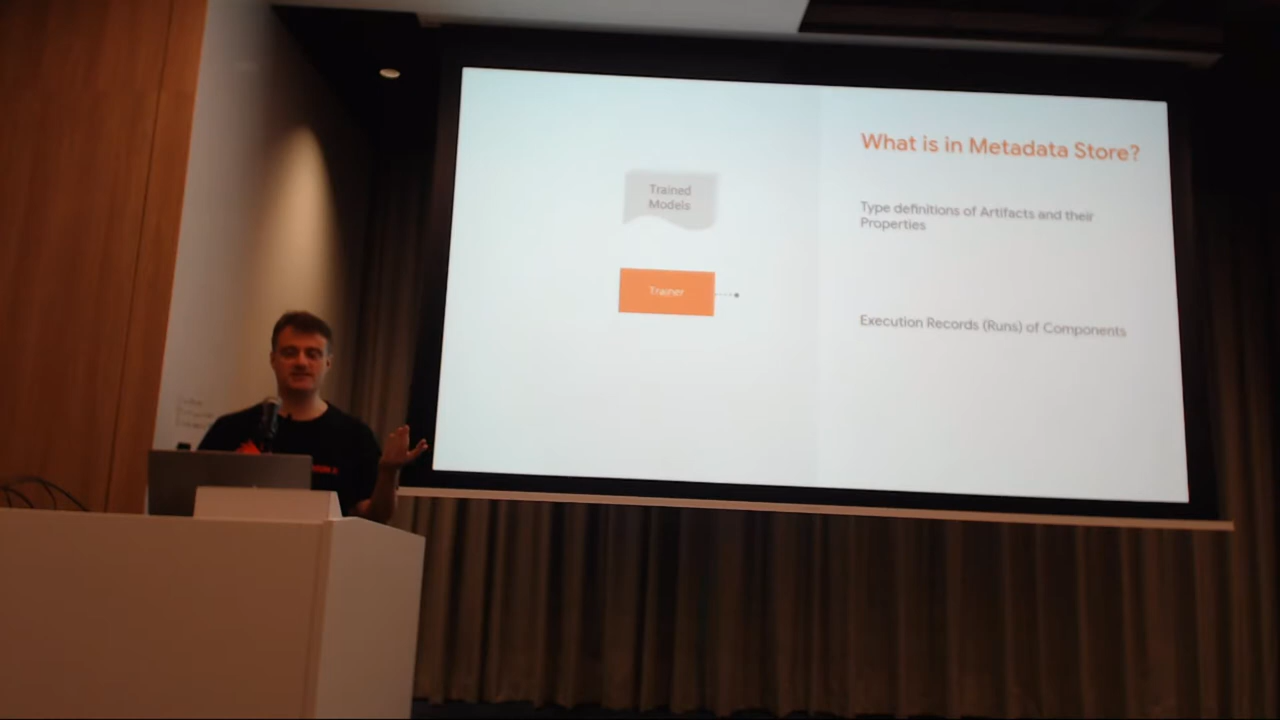 What is in Metadata Store?
Trained
Models
Type definitions of Artifacts and their
Properties
Trainer
Execution Records (Runs) of Components